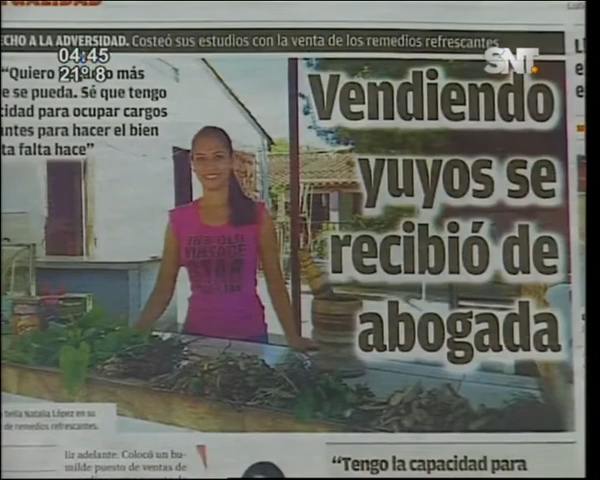 ECHO A LA ADVERSIDAD. Costeó sus estudios con la venta de los remedios refrescantes.
04:45
21°8
SNT
"Quiero más
e se pueda. Sé que tengo
cidad para ocupar cargos
antes para hacer el bien
ta falta hace"
Vendiendo
yuyos se
recibió de
abogada
bella Natalia López en su
de remedios refrescantes.
lir adelante. Colocó un hu-
milde puesto de ventas de
"Tengo la capacidad para